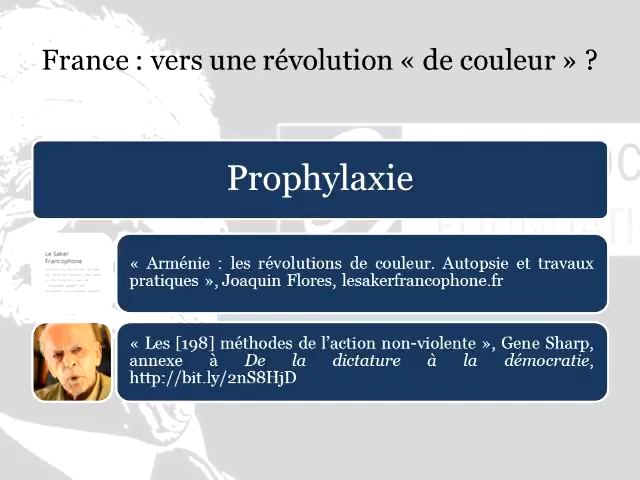 France : vers une révolution « de couleur » ?
Prophylaxie
Le Saker
Francophone
« Arménie : les révolutions de couleur. Autopsie et travaux
pratiques », Joaquin Flores, lesakerfrancophone.fr
« Les [198] méthodes de l’action non-violente », Gene Sharp,
annexe à De la dictature à la démocratie,
http://bit.ly/2nS8HjD